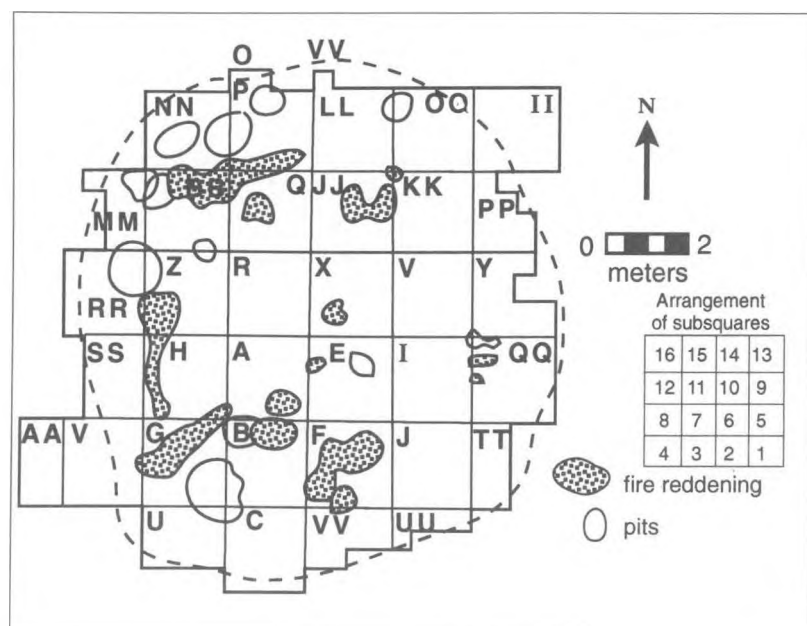 O VV
NN P LL OQ II
N
BB Q JJ KK
MM PP
0 2
meters
Z R X V Y
RR
Arrangement
of subsquares
16 15 14 13
12 11 10 9
8 7 6 5
4 3 2 1
SS H A E I QQ
AA V G B F J TT
fire reddening
U C VV UU
pits